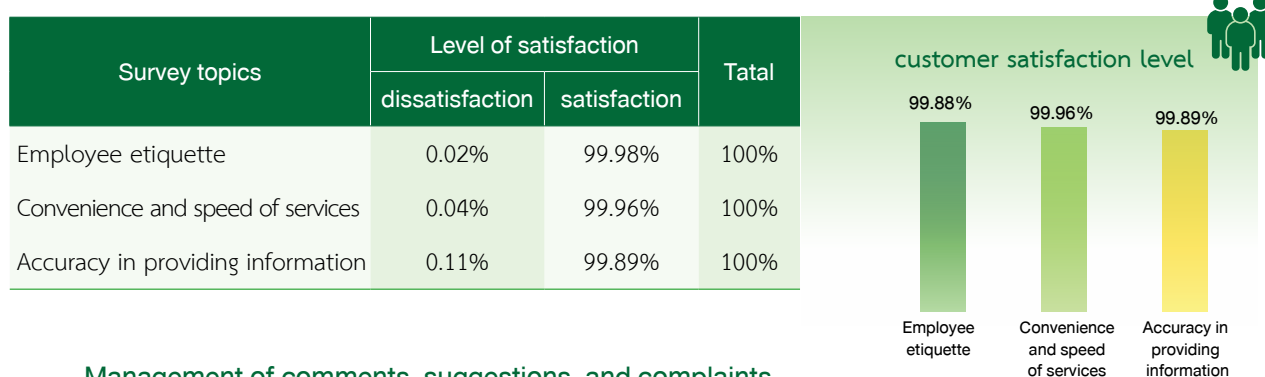 Survey topics
Level of satisfaction
Tatal
dissatisfaction
satisfaction
Employee etiquette 0.02% 99.98% 100%
Convenience and speed of services 0.04% 99.96% 100%
Accuracy in providing information 0.11% 99.89% 100%
customer satisfaction level
99.88%
99.96%
99.89%
Employee
etiquette
Convenience
and speed
of services
Accuracy in
providing
information
Management of comments, suggestions, and complaints